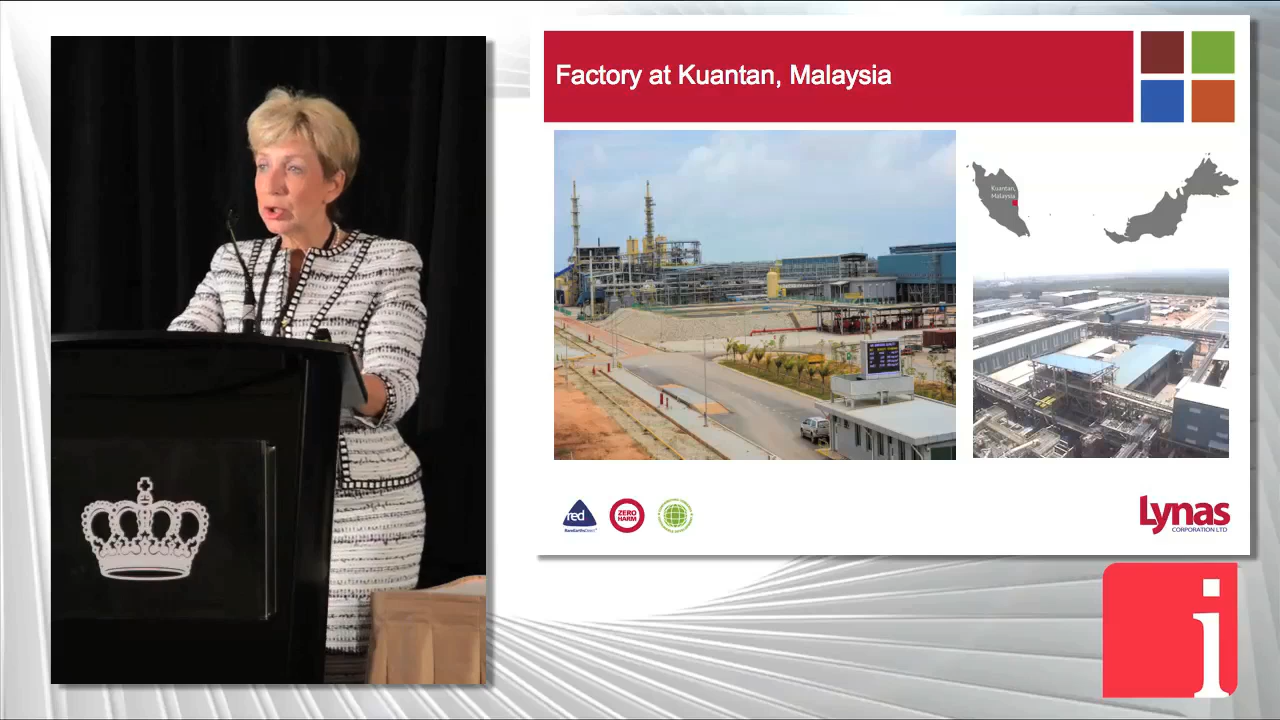 Factory at Kuantan, Malaysia
Kuantan,
Malaysia
red
ZERO
HARM
Lynas
CORPORATION LTD
i